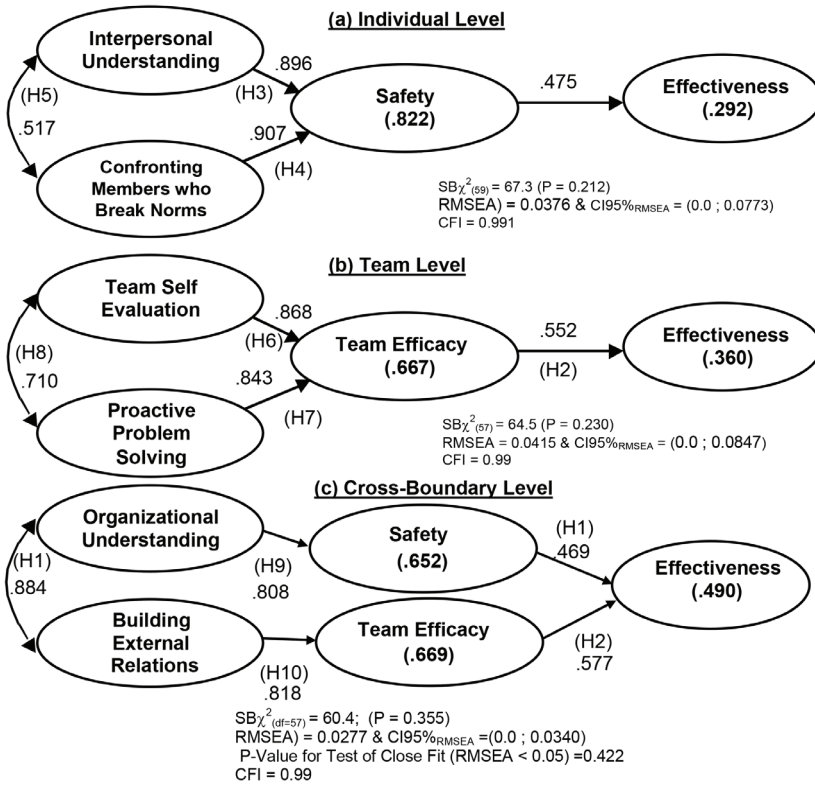 (a) Individual Level
Interpersonal
Understanding
.896
(H3)
(H5)
.517
Safety
(.822)
.475
Effectiveness
(.292)
.907
(H4)
Confronting
Members who
Break Norms
SBχ²(59) = 67.3 (P = 0.212)
RMSEA) = 0.0376 & CI95%RMSEA = (0.0 ; 0.0773)
CFI = 0.991
(b) Team Level
Team Self
Evaluation
.868
(H6)
(H8)
.710
Team Efficacy
(.667)
.552
(H2)
Effectiveness
(.360)
.843
(H7)
Proactive
Problem
Solving
SBχ²(57) = 64.5 (P = 0.230)
RMSEA = 0.0415 & CI95%RMSEA = (0.0 ; 0.0847)
CFI = 0.99
(c) Cross-Boundary Level
Organizational
Understanding
(H9)
.808
(H1)
.884
Safety
(.652)
(H1)
.469
Effectiveness
(.490)
Building
External
Relations
(H10)
.818
Team Efficacy
(.669)
(H2)
.577
SBχ²(df=57) = 60.4; (P = 0.355)
RMSEA) = 0.0277 & CI95%RMSEA =(0.0 ; 0.0340)
P-Value for Test of Close Fit (RMSEA < 0.05) =0.422
CFI = 0.99